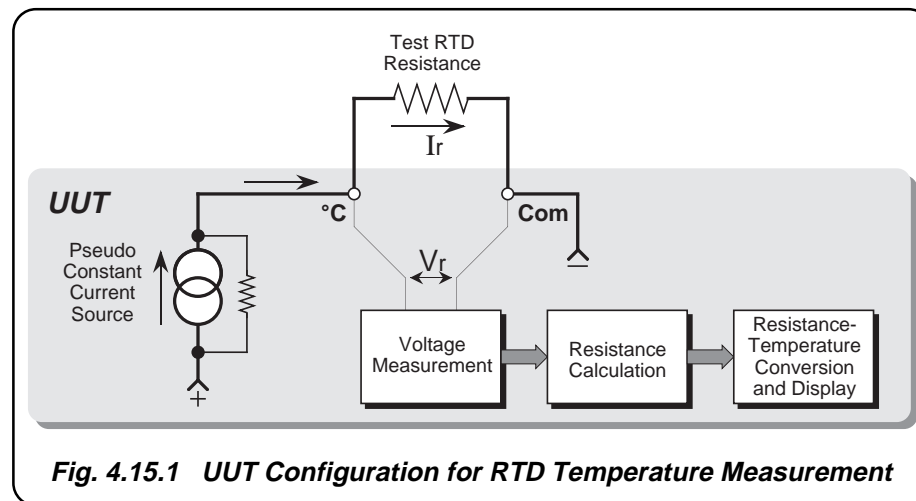 Test RTD
Resistance
Ir
UUT
°C
Com
Pseudo
Constant
Current
Source
Vr
+
Voltage
Measurement
Resistance
Calculation
Resistance-
Temperature
Conversion
and Display
Fig. 4.15.1 UUT Configuration for RTD Temperature Measurement